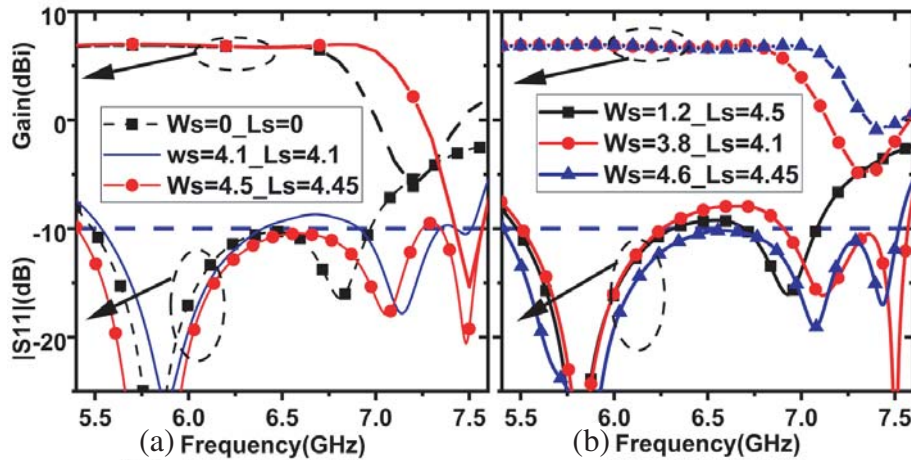 10
0
-10
-20
Gain(dBi)
|S11|(dB)
Ws=0_Ls=0
ws=4.1_Ls=4.1
Ws=4.5_Ls=4.45
5.5 6.0 6.5 7.0 7.5
(a) Frequency(GHz)
Ws=1.2_Ls=4.5
Ws=3.8_Ls=4.1
Ws=4.6_Ls=4.45
5.5 6.0 6.5 7.0 7.5
(b) Frequency(GHz)